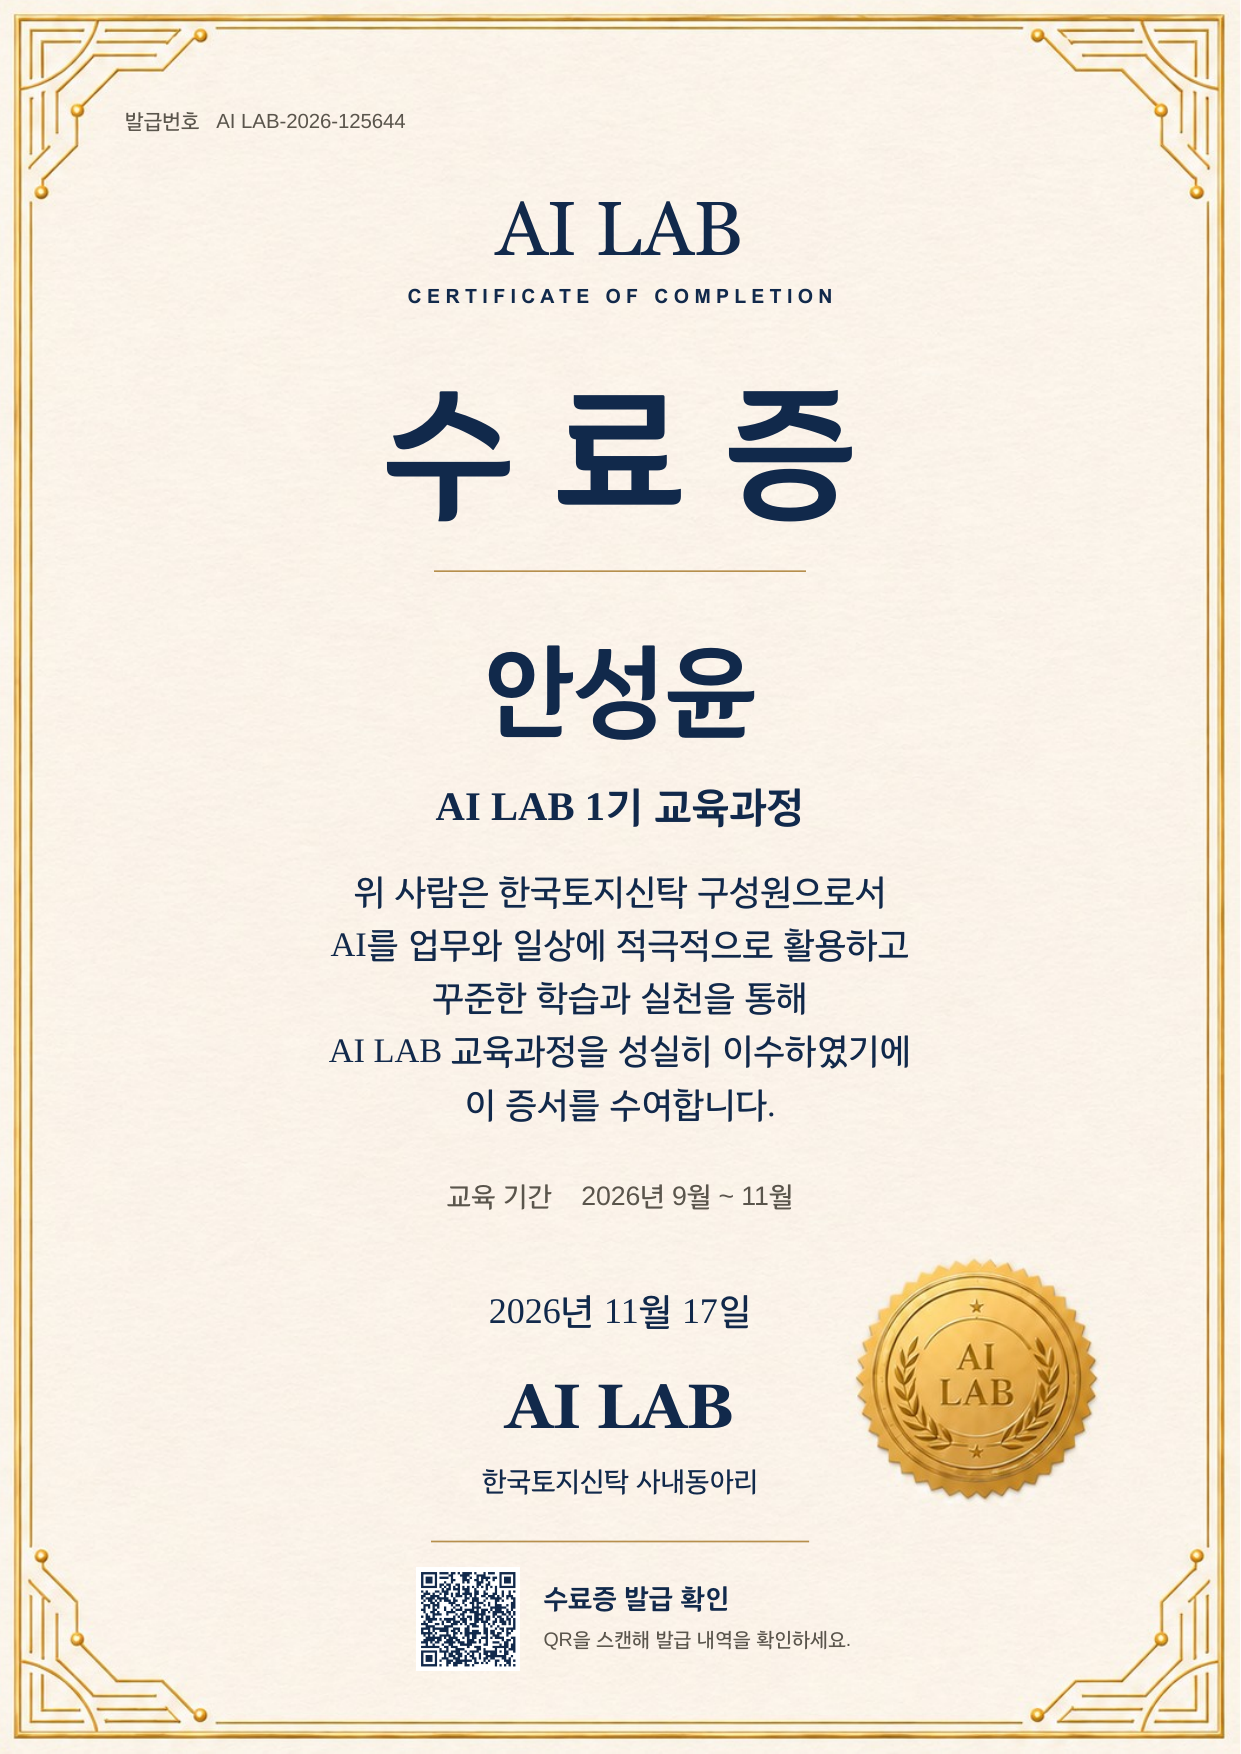 발급번호 AI LAB-2026-125644
AI LAB
CERTIFICATE OF COMPLETION
수료증
안성윤
AI LAB 1기 교육과정
위 사람은 한국토지신탁 구성원으로서
AI를 업무와 일상에 적극적으로 활용하고
꾸준한 학습과 실천을 통해
AI LAB 교육과정을 성실히 이수하였기에
이 증서를 수여합니다.
교육 기간 2026년 9월 ~ 11월
2026년 11월 17일
AI
LAB
AI LAB
한국토지신탁 사내동아리
수료증 발급 확인
QR을 스캔해 발급 내역을 확인하세요.